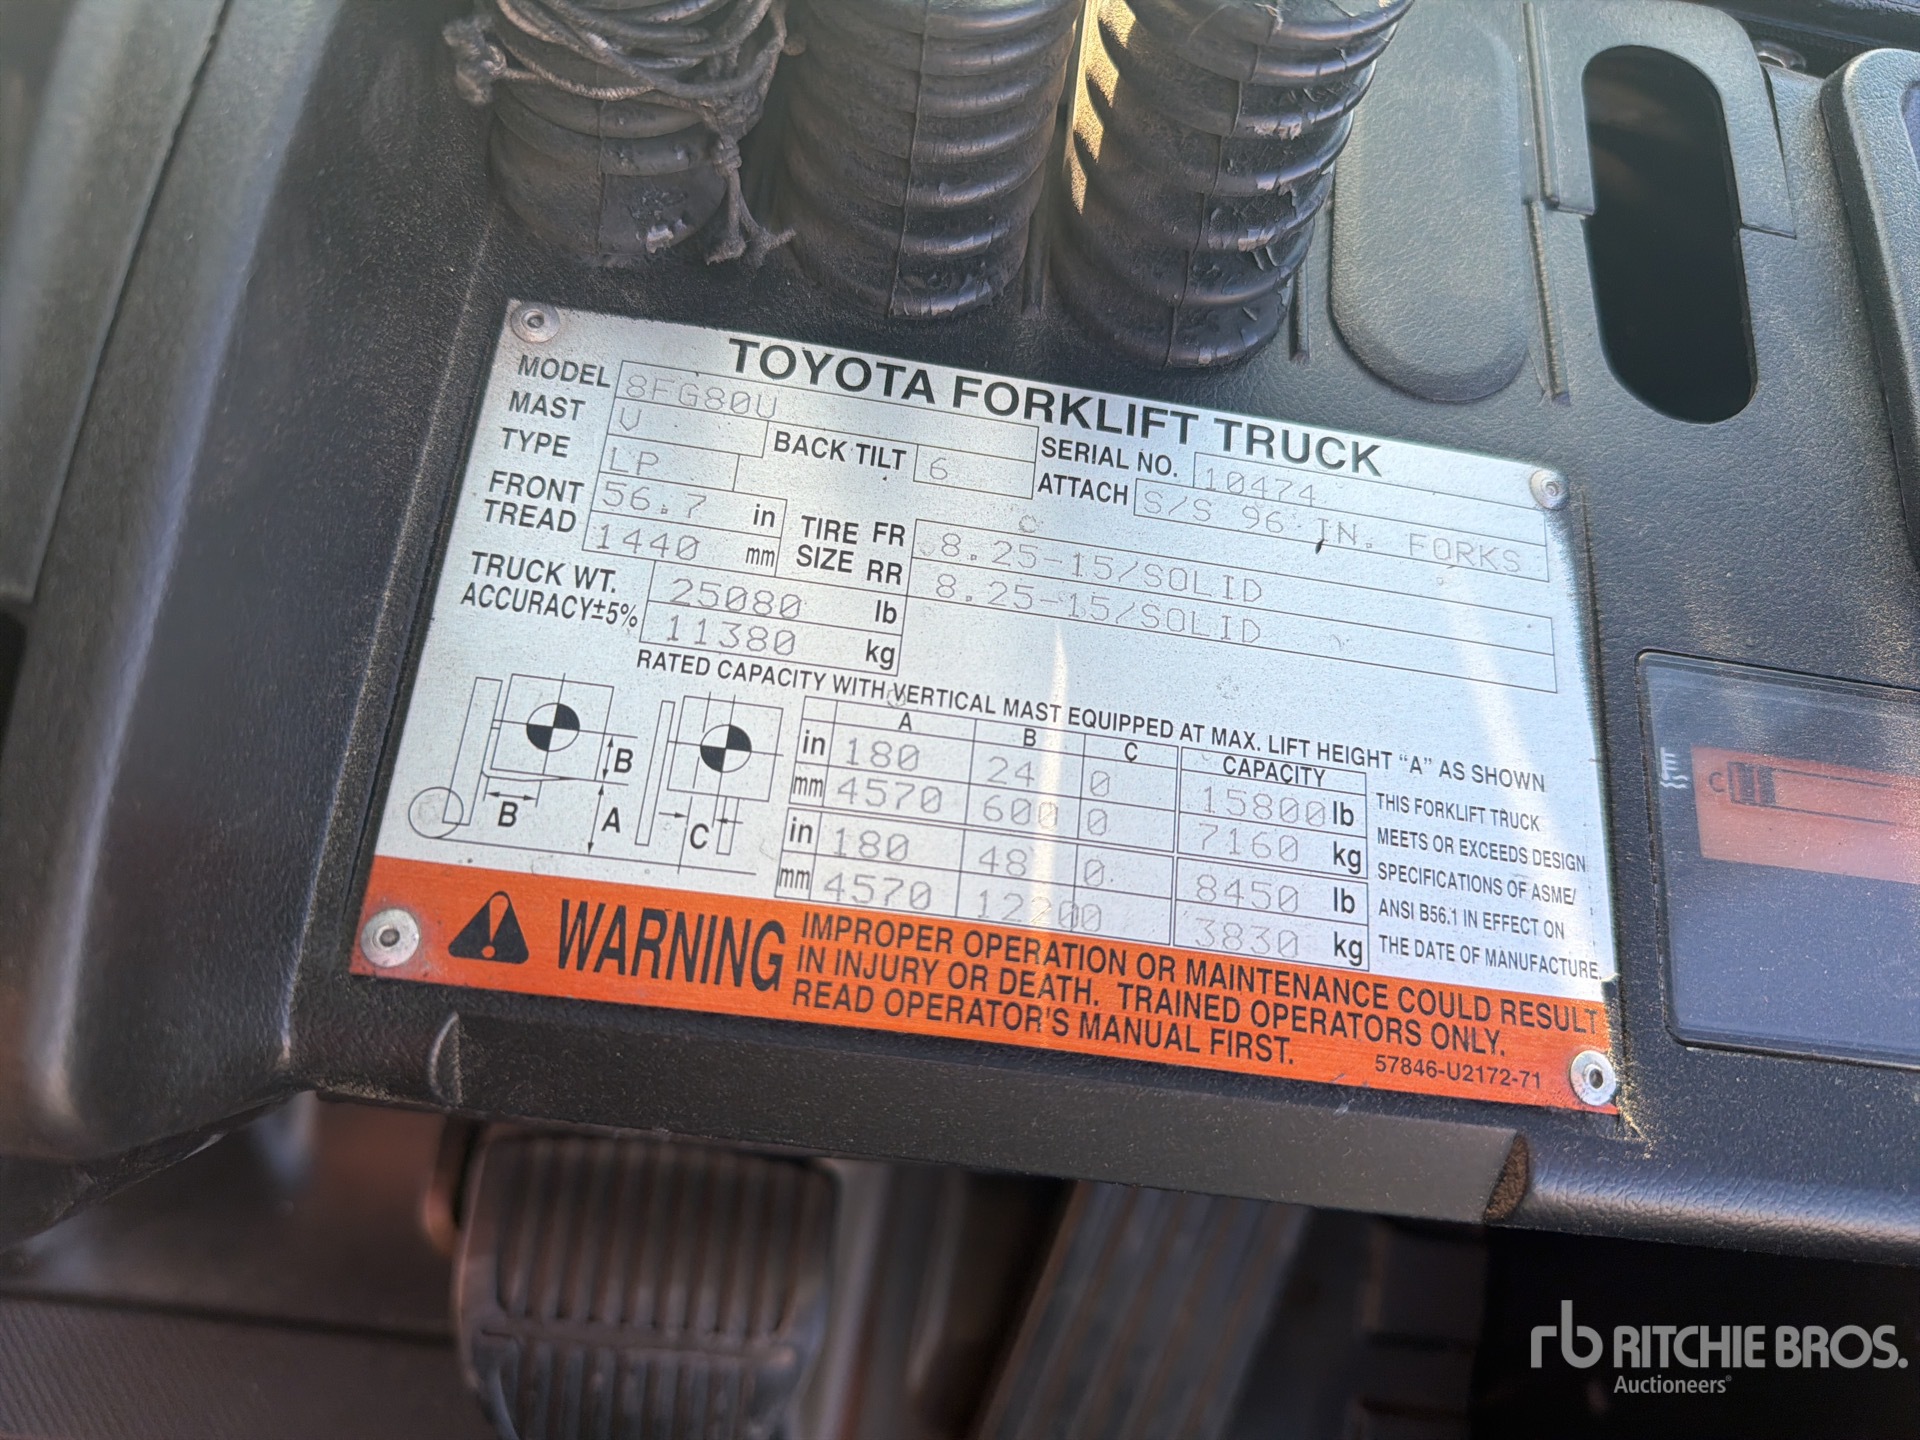 TOYOTA FORKLIFT TRUCK
MODEL 8FG80U SERIAL NO. 10474
MAST V BACK TILT 6 ATTACH S/S 96 IN. FORKS
TYPE LP
FRONT TREAD 56.7 in 1440 mm
TIRE SIZE FR 8.25-15/SOLID
RR 8.25-15/SOLID
TRUCK WT. 25080 lb
ACCURACY±5% 11380 kg
RATED CAPACITY WITH VERTICAL MAST EQUIPPED AT MAX. LIFT HEIGHT “A” AS SHOWN
A B C CAPACITY
in 180 24 0 15800 lb
mm 4570 600 0 7160 kg
in 180 48 0 8450 lb
mm 4570 12200 3830 kg
B
B
A
C
THIS FORKLIFT TRUCK
MEETS OR EXCEEDS DESIGN
SPECIFICATIONS OF ASME/
ANSI B56.1 IN EFFECT ON
THE DATE OF MANUFACTURE.
WARNING
IMPROPER OPERATION OR MAINTENANCE COULD RESULT
IN INJURY OR DEATH. TRAINED OPERATORS ONLY.
READ OPERATOR'S MANUAL FIRST.
57846-U2172-71
C
rb RITCHIE BROS.
Auctioneers